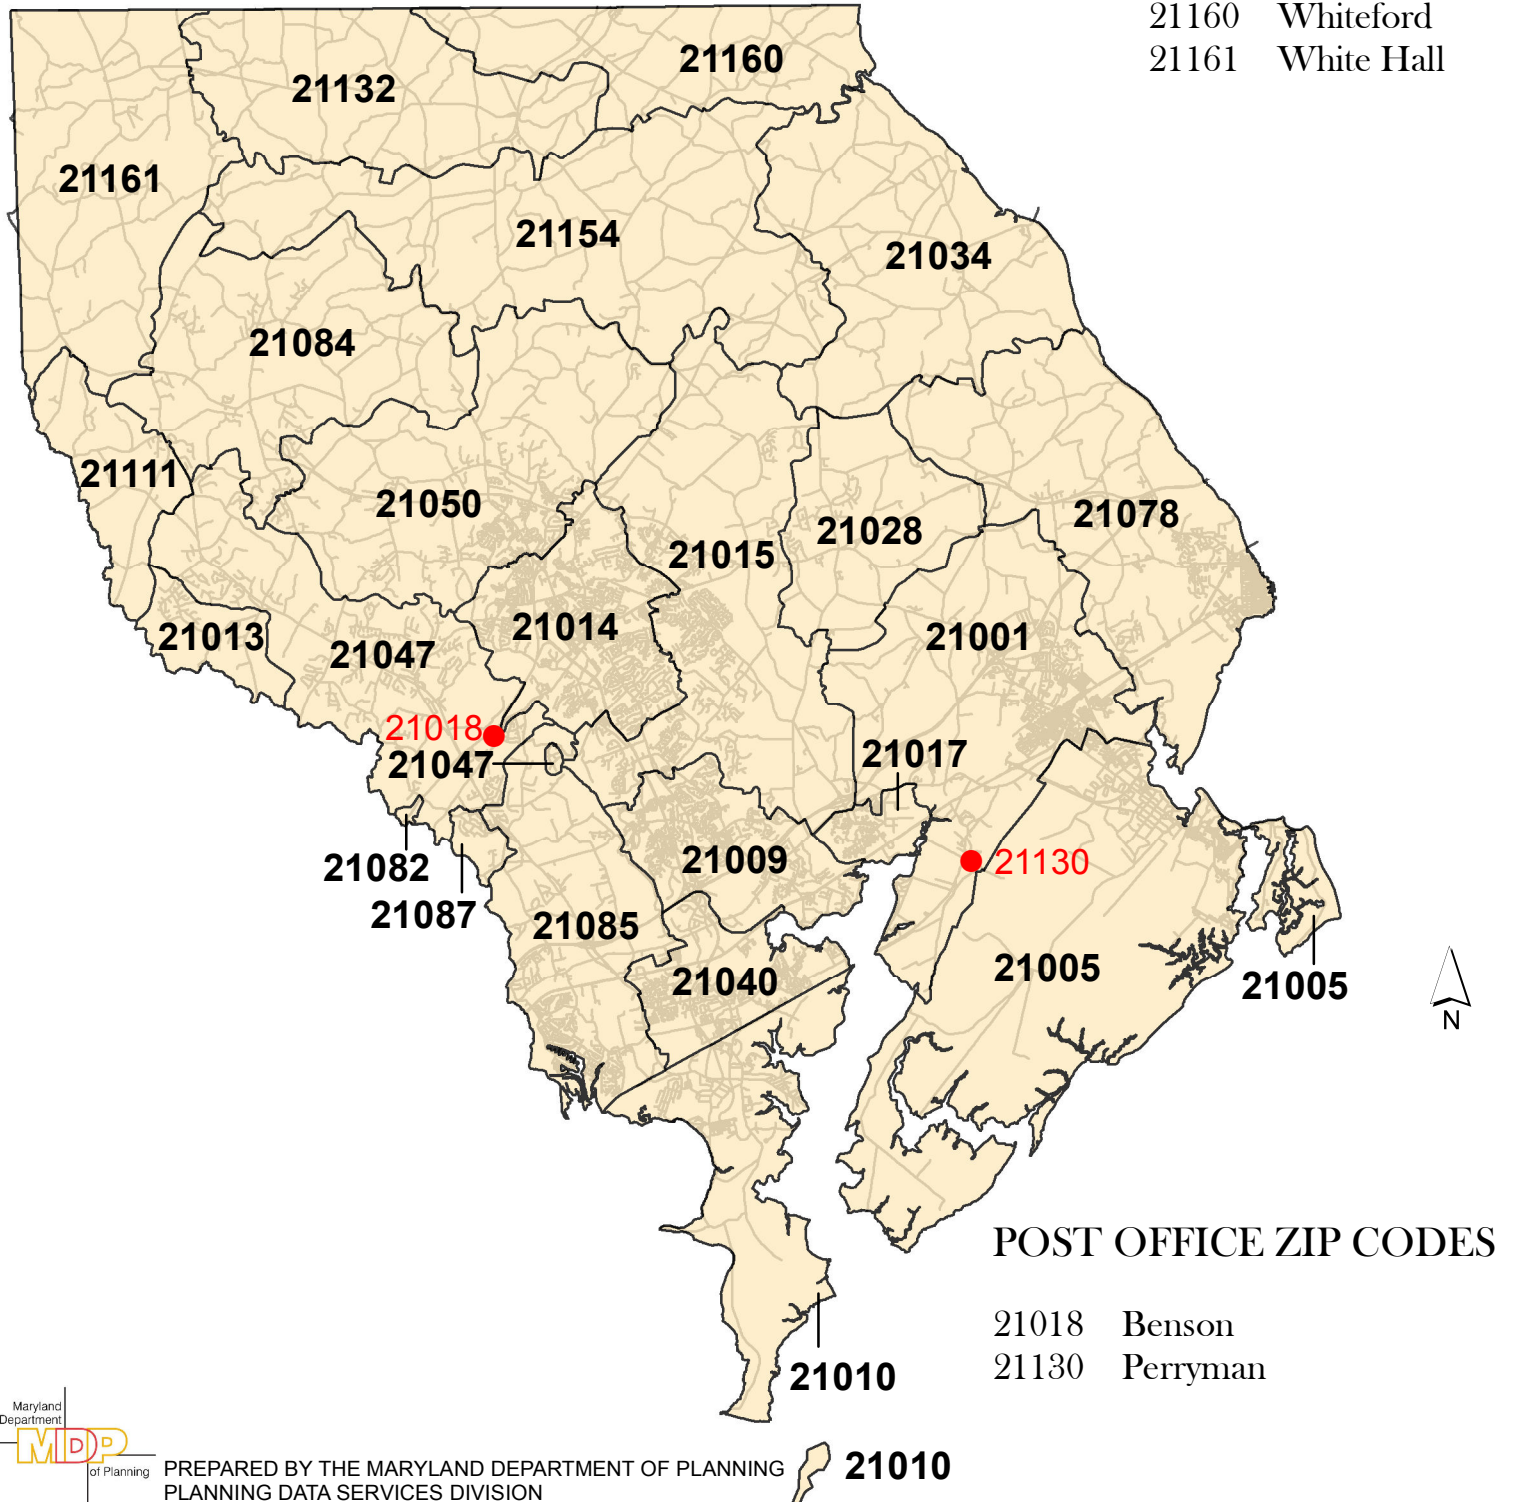 21160 Whiteford
21161 White Hall
21160
21132
21161
21154
21034
21084
21111
21050
21078
21028
21015
21014
21013
21001
21047
21018
21047
21017
21082
21009
21130
21087
21085
21005
21040
21005
N
POST OFFICE ZIP CODES
21018 Benson
21130 Perryman
21010
Maryland
Department
MDP
of Planning
21010
PREPARED BY THE MARYLAND DEPARTMENT OF PLANNING
PLANNING DATA SERVICES DIVISION